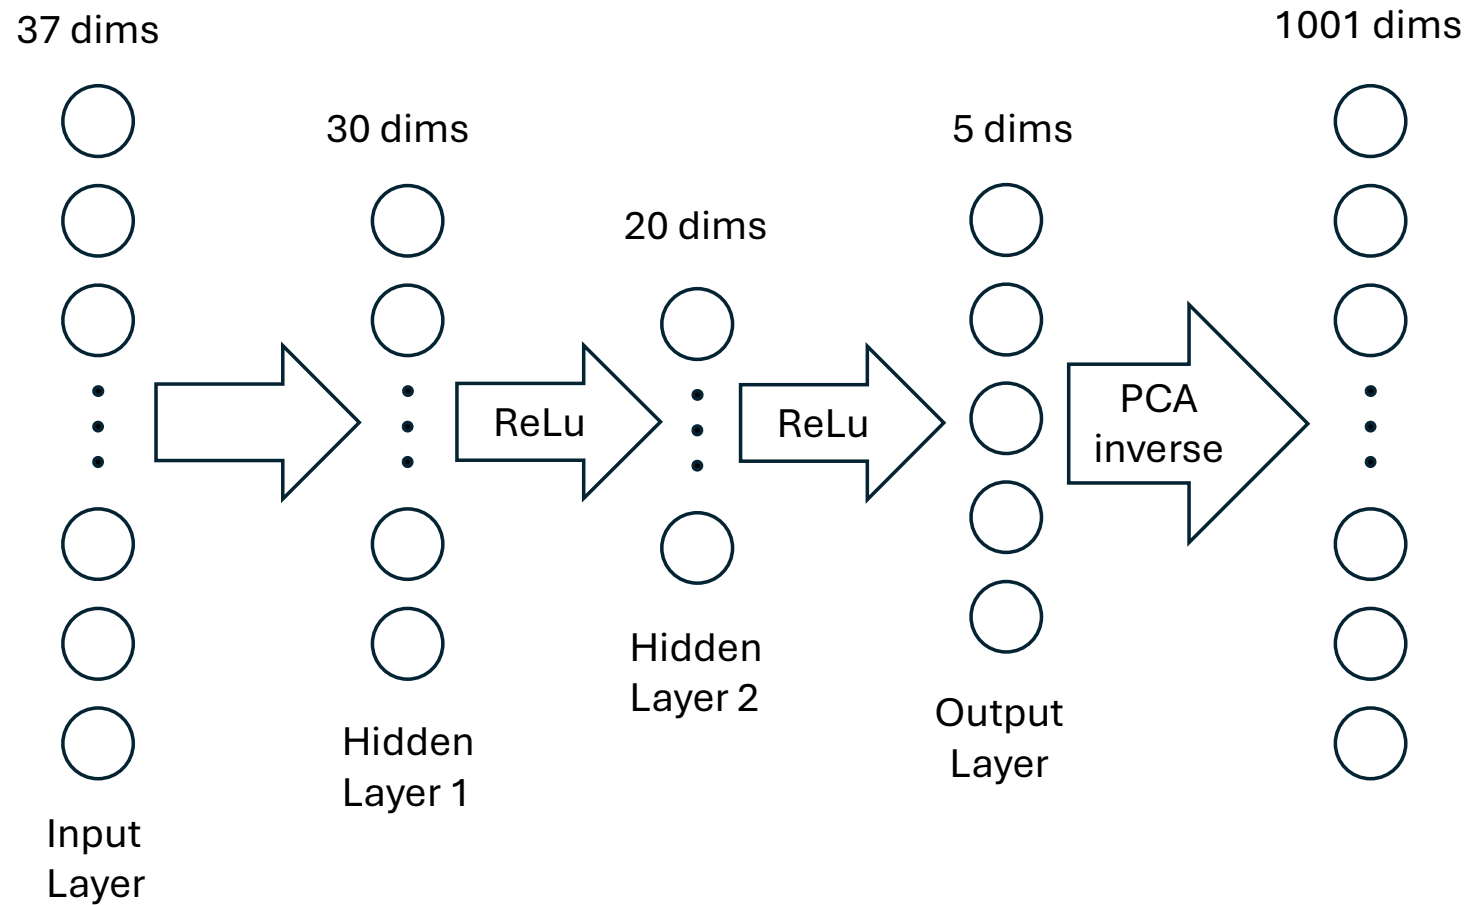 37 dims
1001 dims
30 dims
5 dims
20 dims
ReLu
ReLu
PCA
inverse
Hidden
Layer 2
Output
Layer
Hidden
Layer 1
Input
Layer